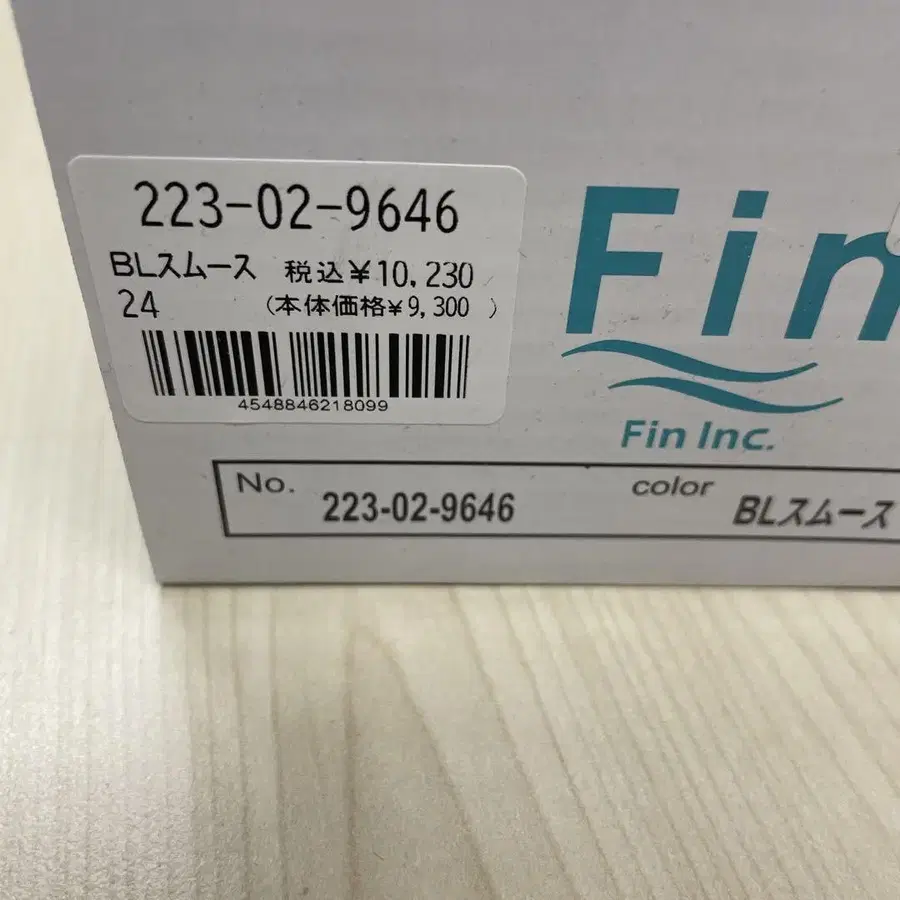 223-02-9646
BLスムース 税込¥10,230
24 (本体価格¥9,300 )
4548846218099
Fin
Fin Inc.
No. 223-02-9646 color BLスムース